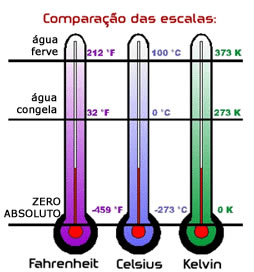 Comparação das escalas:
água ferve 212 °F 100 °C 373 K
água congela 32 °F 0 °C 273 K
ZERO ABSOLUTO -459 °F -273 °C 0 K
Fahrenheit Celsius Kelvin